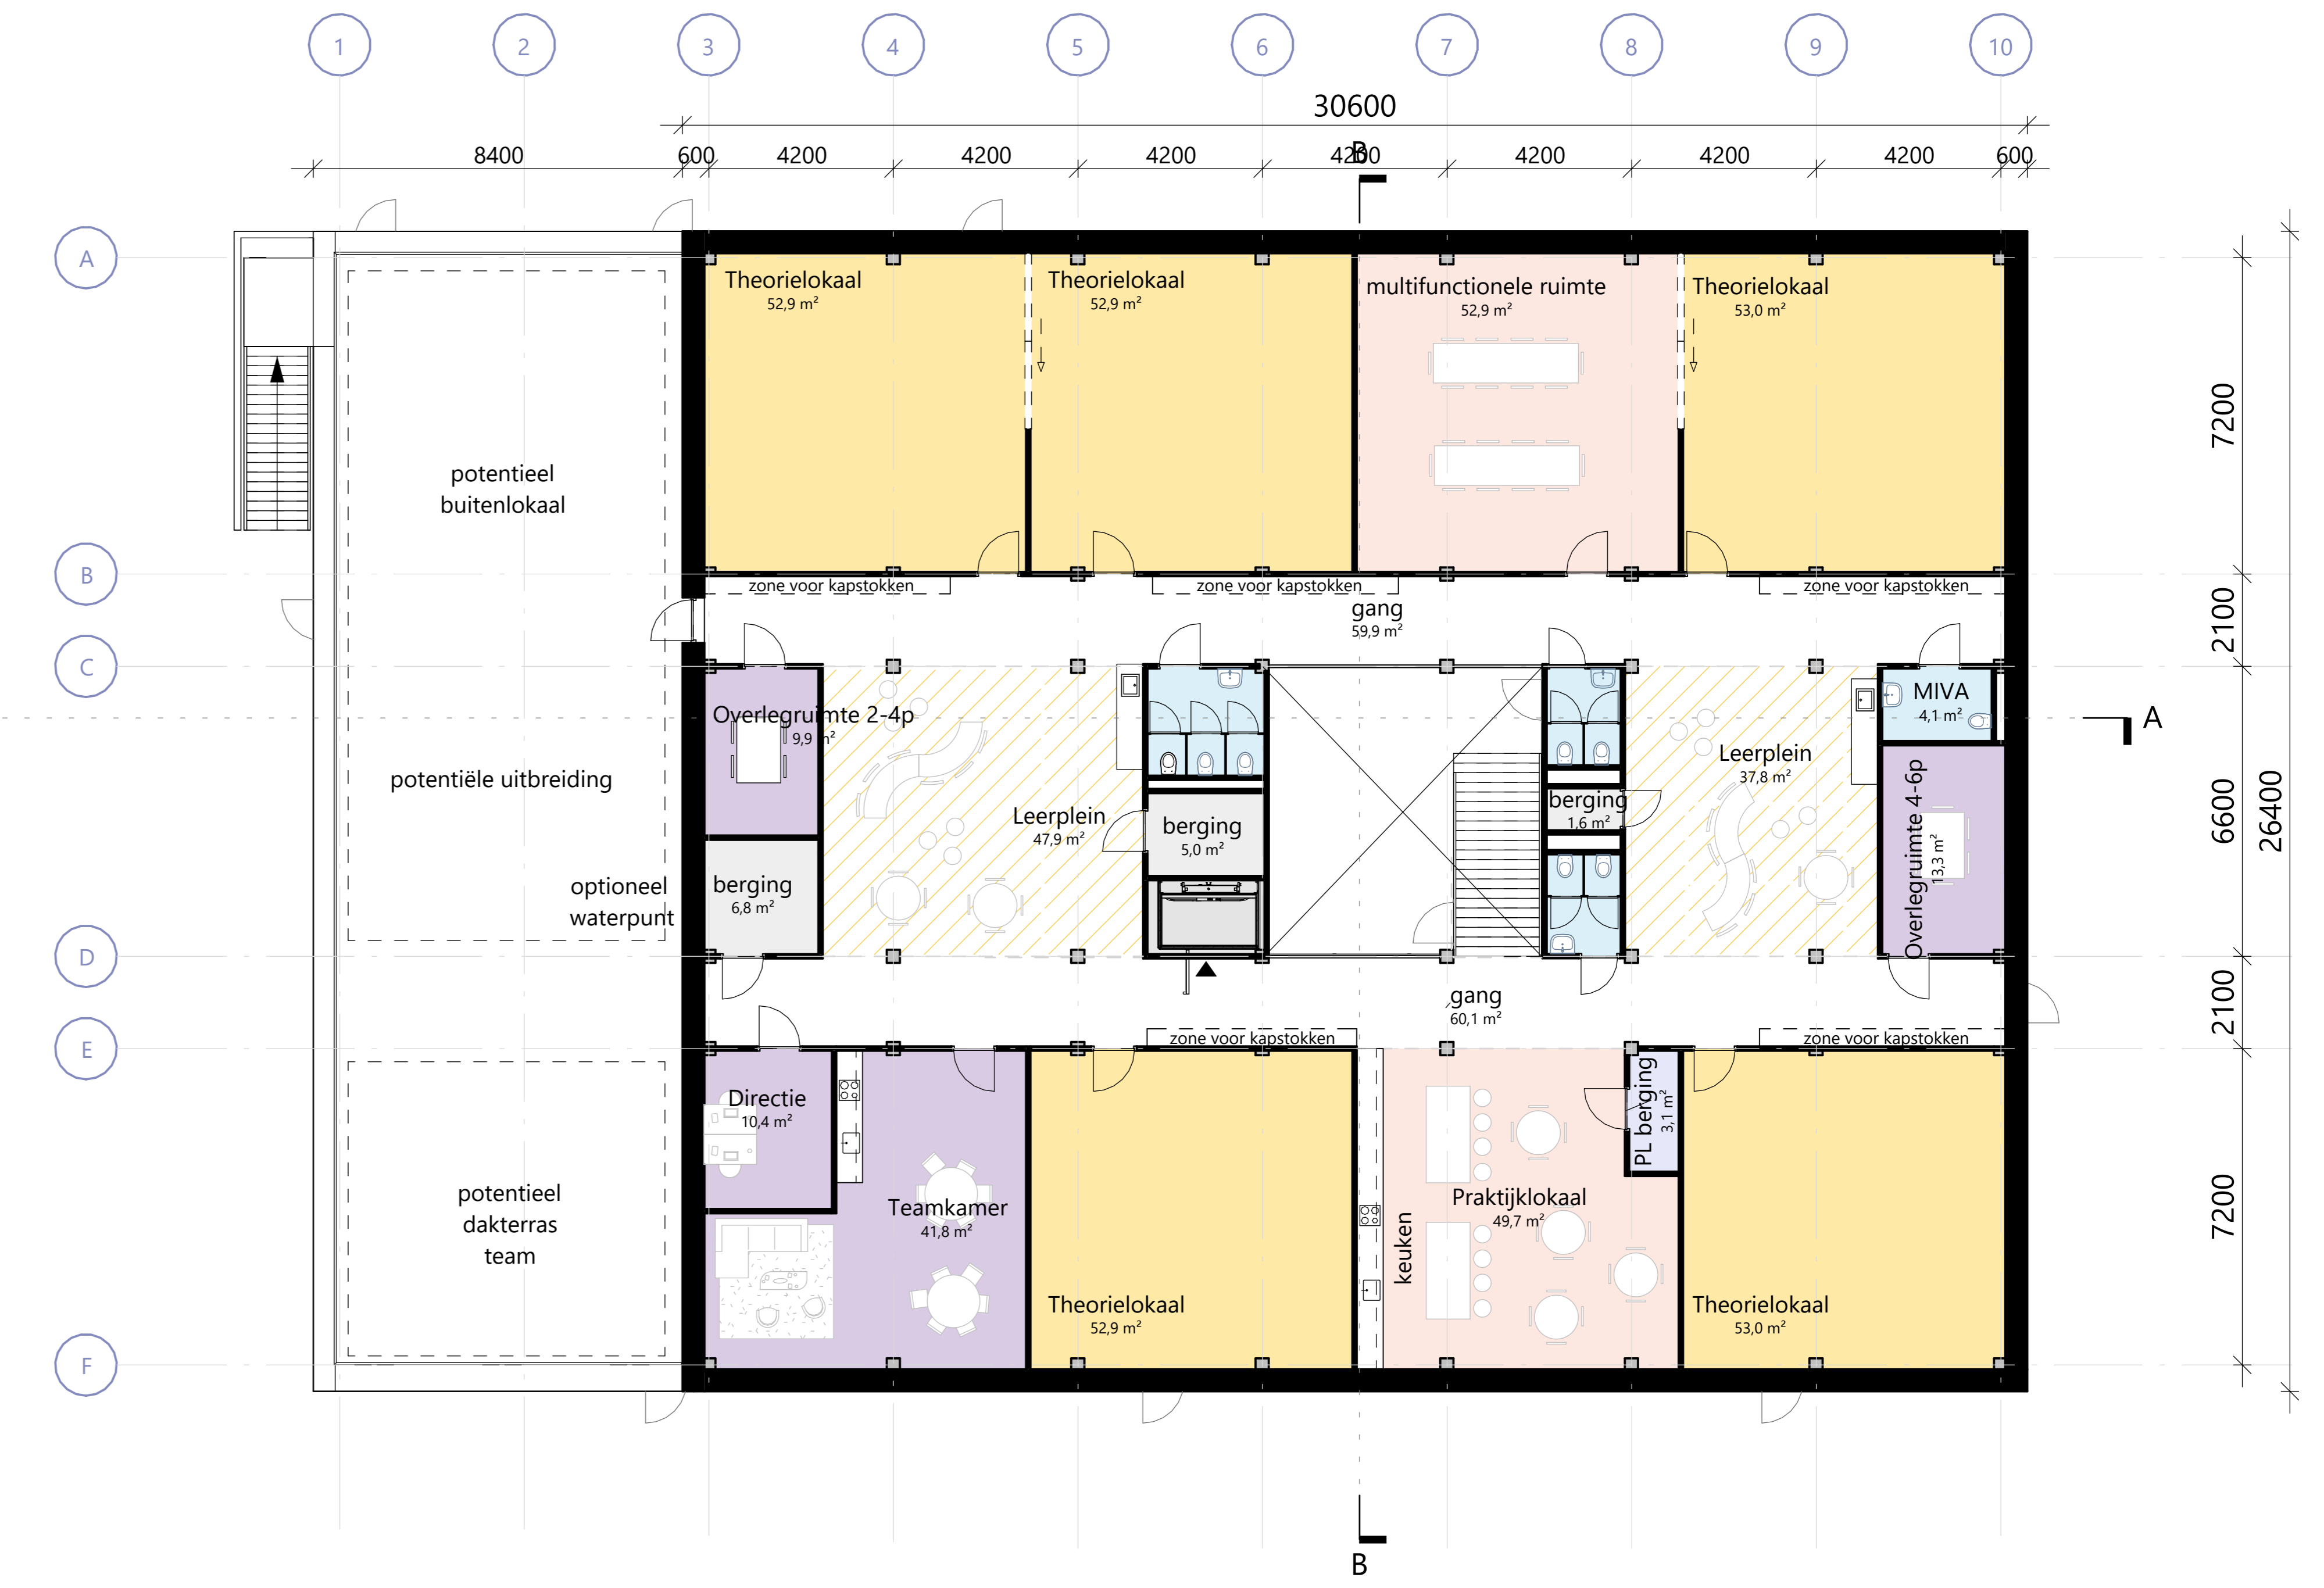 1
2
3
4
5
6
7
8
9
10
30600
8400
600
4200
4200
4200
4200
4200
4200
4200
600
B
A
B
C
D
E
F
Theorielokaal
52,9 m²
Theorielokaal
52,9 m²
multifunctionele ruimte
52,9 m²
Theorielokaal
53,0 m²
7200
2100
6600
2100
7200
26400
potentieel
buitenlokaal
zone voor kapstokken
zone voor kapstokken
zone voor kapstokken
gang
59,9 m²
Overlegruimte 2-4p
9,9 m²
MIVA
4,1 m²
A
potentiële uitbreiding
Leerplein
47,9 m²
Leerplein
37,8 m²
berging
5,0 m²
berging
1,6 m²
Overlegruimte 4-6p
13,3 m²
optioneel
waterpunt
berging
6,8 m²
gang
60,1 m²
zone voor kapstokken
zone voor kapstokken
Directie
10,4 m²
PL berging
3,1 m²
potentieel
dakterras
team
Teamkamer
41,8 m²
keuken
Praktijklokaal
49,7 m²
Theorielokaal
52,9 m²
Theorielokaal
53,0 m²
B